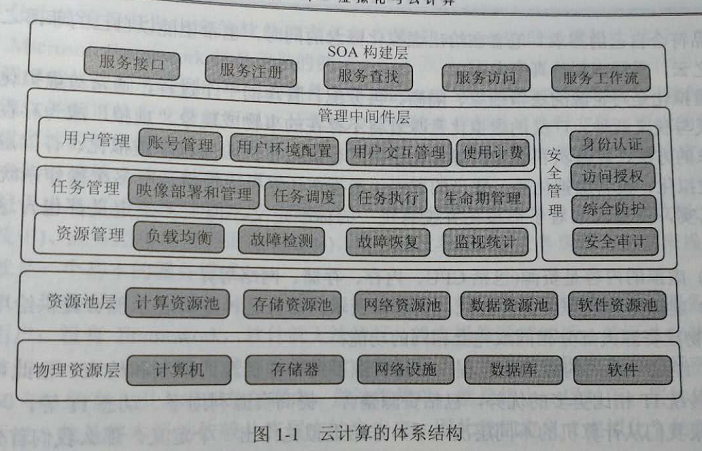 SOA 构建层
服务接口 服务注册 服务查找 服务访问 服务工作流
管理中间件层
用户管理 账号管理 用户环境配置 用户交互管理 使用计费
任务管理 映像部署和管理 任务调度 任务执行 生命期管理
资源管理 负载均衡 故障检测 故障恢复 监视统计
安全管理
身份认证
访问授权
综合防护
安全审计
资源池层 计算资源池 存储资源池 网络资源池 数据资源池 软件资源池
物理资源层 计算机 存储器 网络设施 数据库 软件
图 1-1 云计算的体系结构